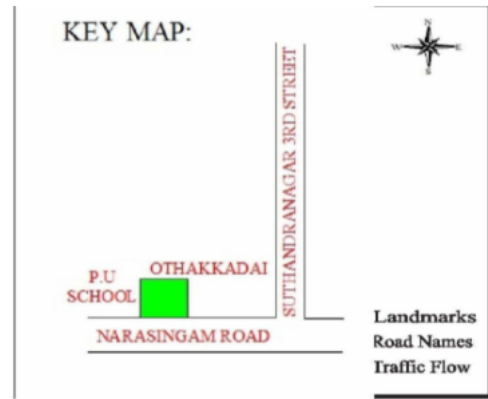 KEY MAP:
N
W E
S
SUTHANDRANAGAR 3RD STREET
OTHAKKADAI
P.U
SCHOOL
NARASINGAM ROAD
Landmarks
Road Names
Traffic Flow